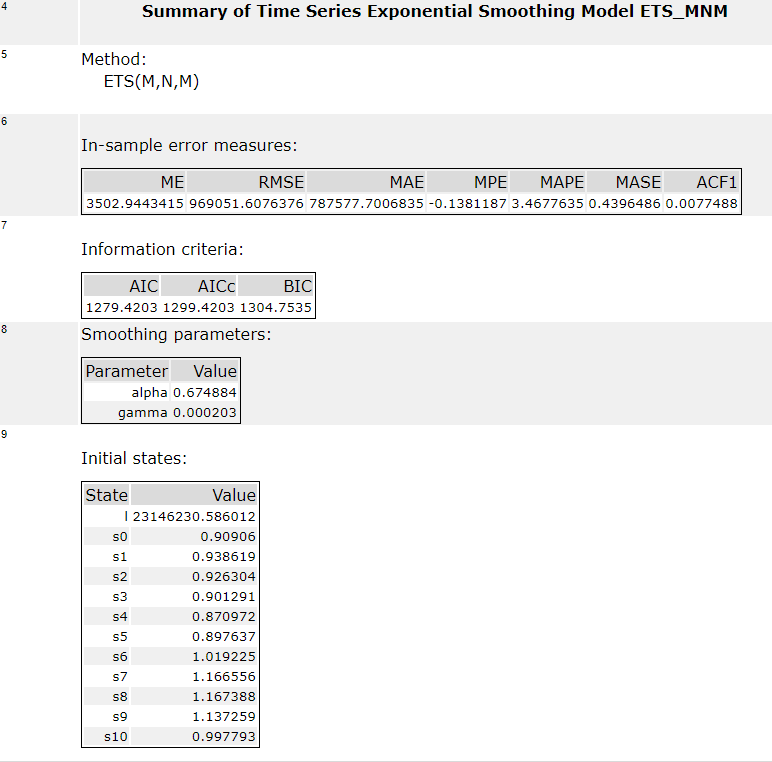 4
Summary of Time Series Exponential Smoothing Model ETS_MNM
5
Method:
ETS(M,N,M)
6
In-sample error measures:
ME RMSE MAE MPE MAPE MASE ACF1
3502.9443415 969051.6076376 787577.7006835 -0.1381187 3.4677635 0.4396486 0.0077488
7
Information criteria:
AIC AICc BIC
1279.4203 1299.4203 1304.7535
8
Smoothing parameters:
Parameter Value
alpha 0.674884
gamma 0.000203
9
Initial states:
State Value
l 23146230.586012
s0 0.90906
s1 0.938619
s2 0.926304
s3 0.901291
s4 0.870972
s5 0.897637
s6 1.019225
s7 1.166556
s8 1.167388
s9 1.137259
s10 0.997793